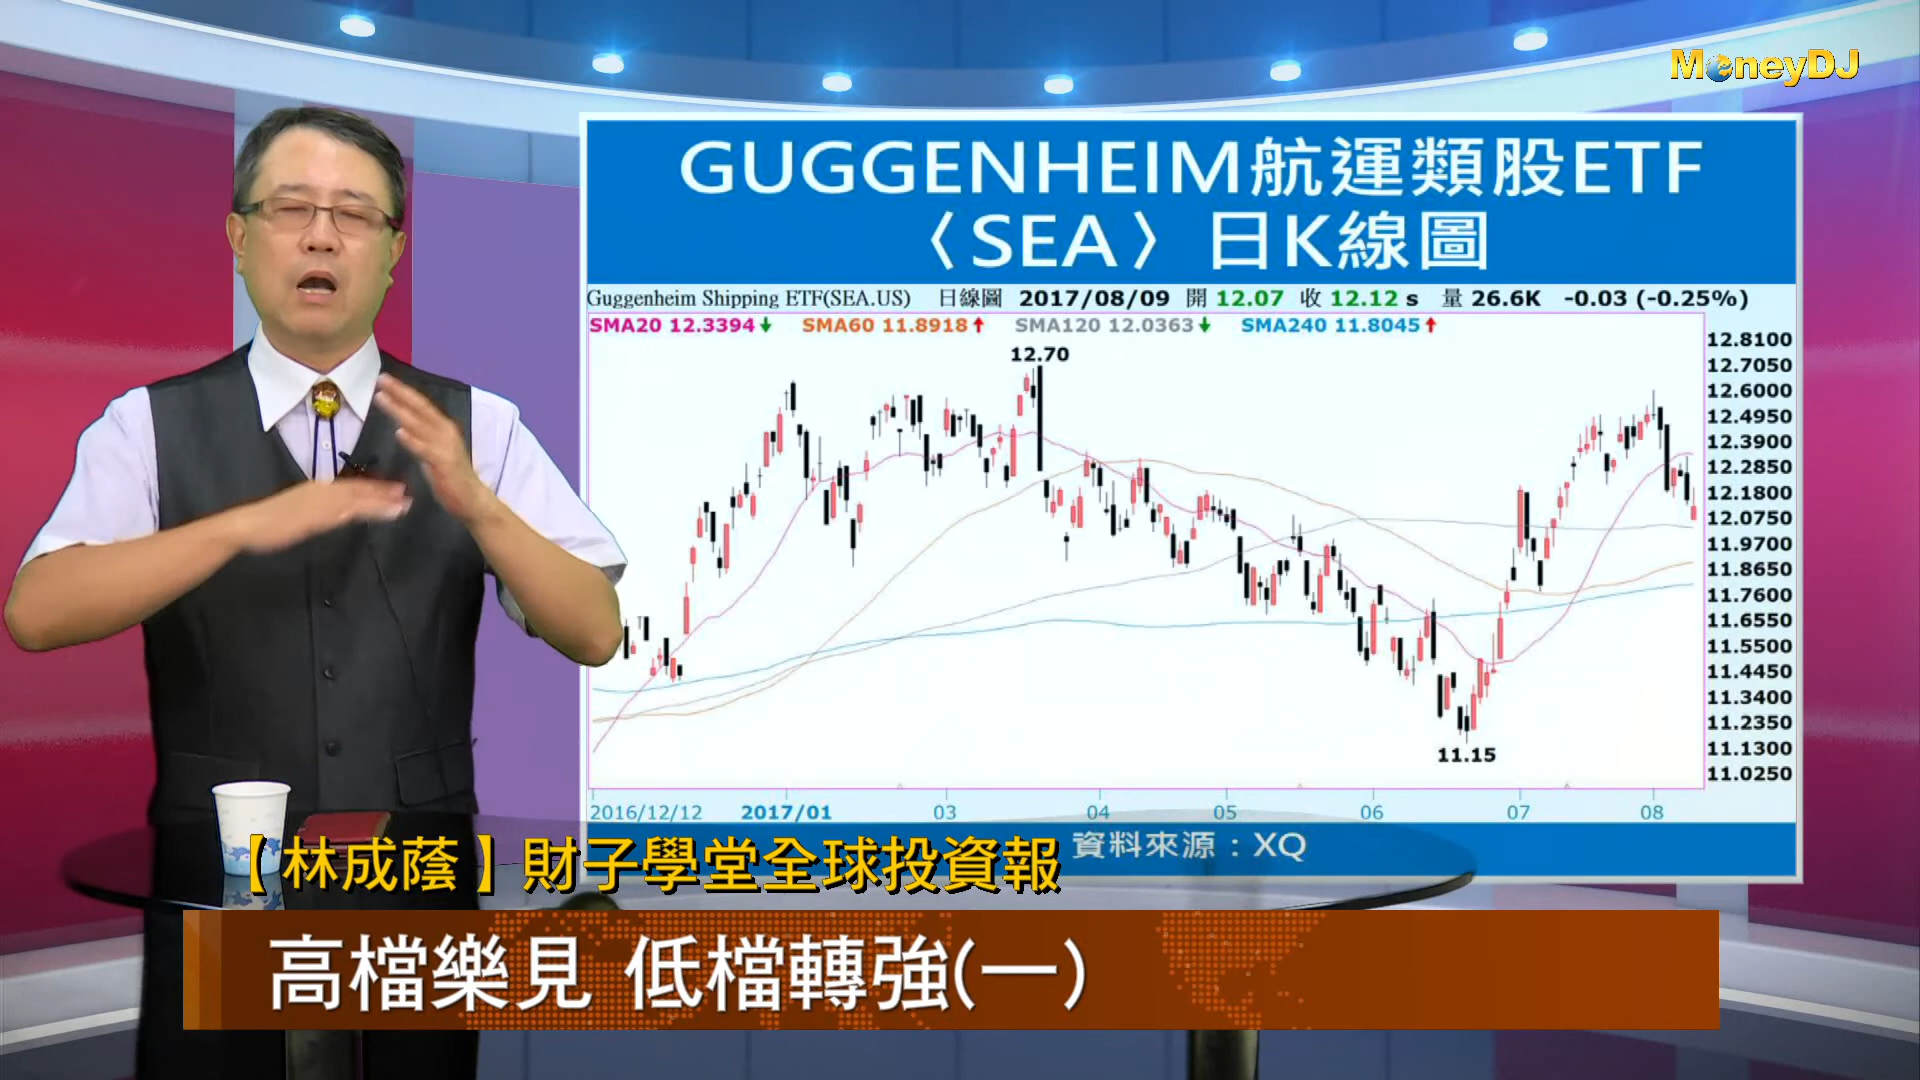 MoneyDJ
GUGGENHEIM航運類股ETF
〈SEA〉日K線圖
Guggenheim Shipping ETF(SEA.US) 日線圖 2017/08/09 開 12.07 收 12.12 s 量 26.6K -0.03 (-0.25%)
SMA20 12.3394↓ SMA60 11.8918↑ SMA120 12.0363↓ SMA240 11.8045↑
12.70
12.8100
12.7050
12.6000
12.4950
12.3900
12.2850
12.1800
12.0750
11.9700
11.8650
11.7600
11.6550
11.5500
11.4450
11.3400
11.2350
11.1300
11.0250
11.15
2016/12/12 2017/01 03 04 05 06 07 08
資料來源：XQ
【林成蔭】財子學堂全球投資報
高檔樂見 低檔轉強(一)